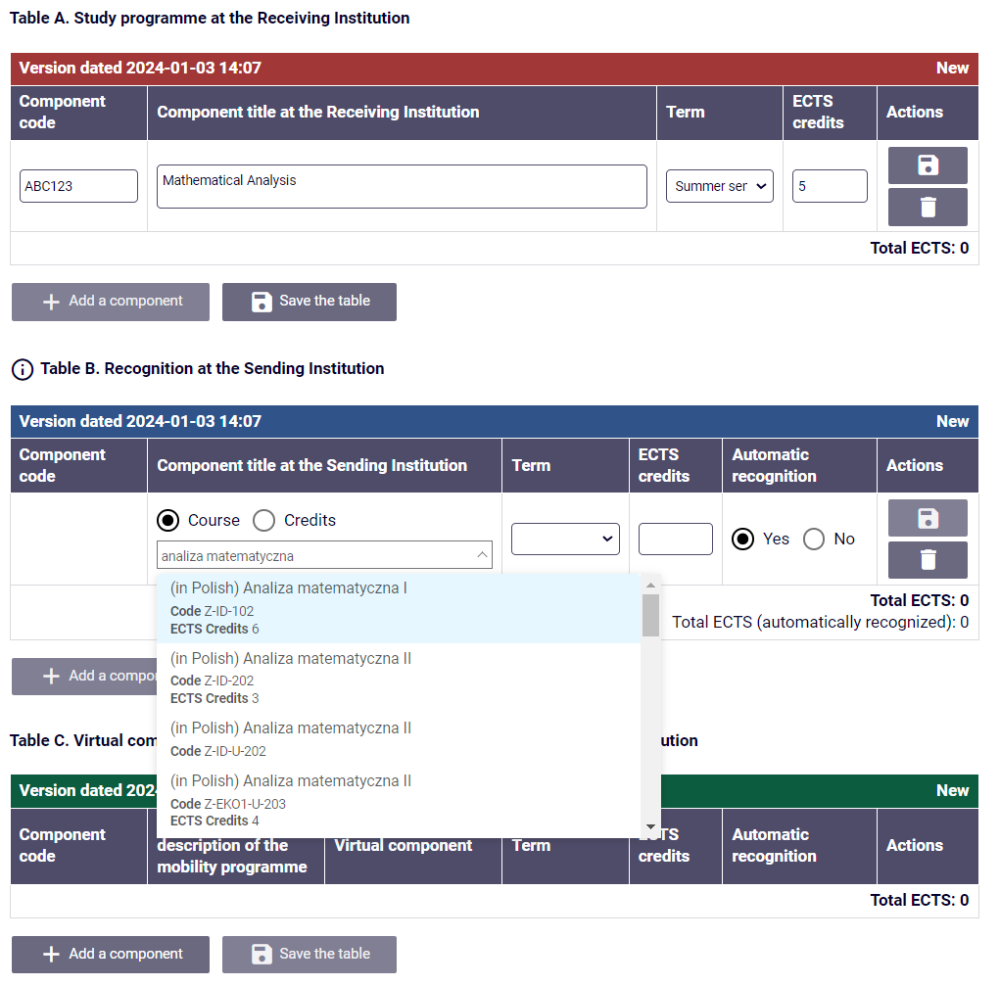 Table A. Study programme at the Receiving Institution
Version dated 2024-01-03 14:07 New
Component code
Component title at the Receiving Institution
Term
ECTS credits
Actions
ABC123
Mathematical Analysis
Summer ser
5
Total ECTS: 0
Add a component
Save the table
Table B. Recognition at the Sending Institution
Version dated 2024-01-03 14:07 New
Component code
Component title at the Sending Institution
Term
ECTS credits
Automatic recognition
Actions
Course Credits
analiza matematyczna
Yes No
(in Polish) Analiza matematyczna I
Code Z-ID-102
ECTS Credits 6
(in Polish) Analiza matematyczna II
Code Z-ID-202
ECTS Credits 3
(in Polish) Analiza matematyczna II
Code Z-ID-U-202
(in Polish) Analiza matematyczna II
Code Z-EKO1-U-203
ECTS Credits 4
Total ECTS: 0
Total ECTS (automatically recognized): 0
Add a compo
Table C. Virtual com ution
Version dated 202 New
Component code
description of the mobility programme
Virtual component
Term
credits
Automatic recognition
Actions
Total ECTS: 0
Add a component
Save the table